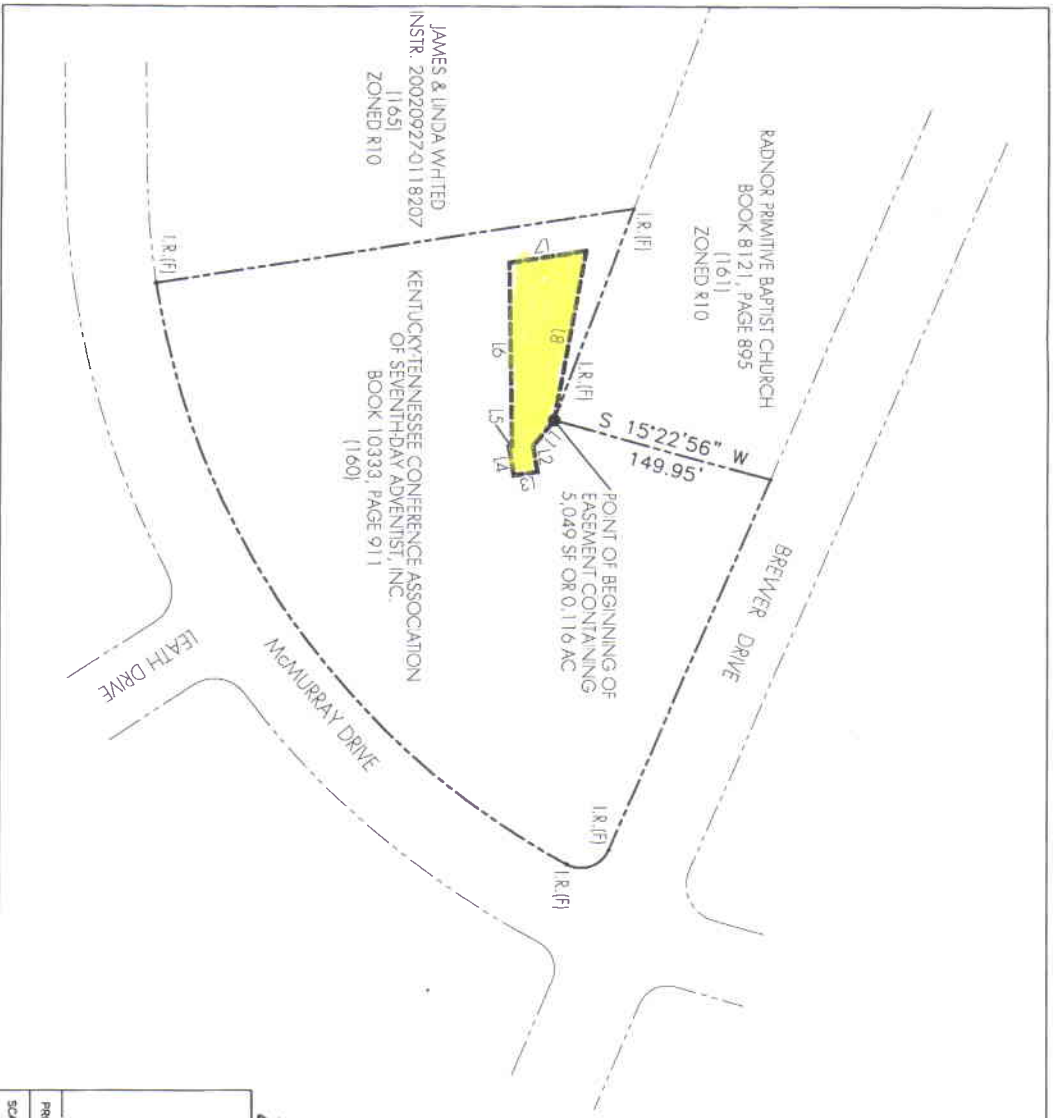 RADNOR PRIMITIVE BAPTIST CHURCH
BOOK 8121, PAGE 895
(161)
ZONED R10
JAMES & LINDA WHITED
INSTR. 20020927-0118207
(165)
ZONED R10
I.R.(F)
I.R.(F)
I.R.(F)
I.R.(F)
I.R.(F)
S 15°22'56" W
149.95'
BREWER DRIVE
POINT OF BEGINNING OF
EASEMENT CONTAINING
5,049 SF OR 0.116 AC
L1
L2
L3
L4
L5
L6
L7
L8
KENTUCKY-TENNESSEE CONFERENCE ASSOCIATION
OF SEVENTH-DAY ADVENTIST, INC.
BOOK 10333, PAGE 911
(160)
McMURRAY DRIVE
LEATH DRIVE